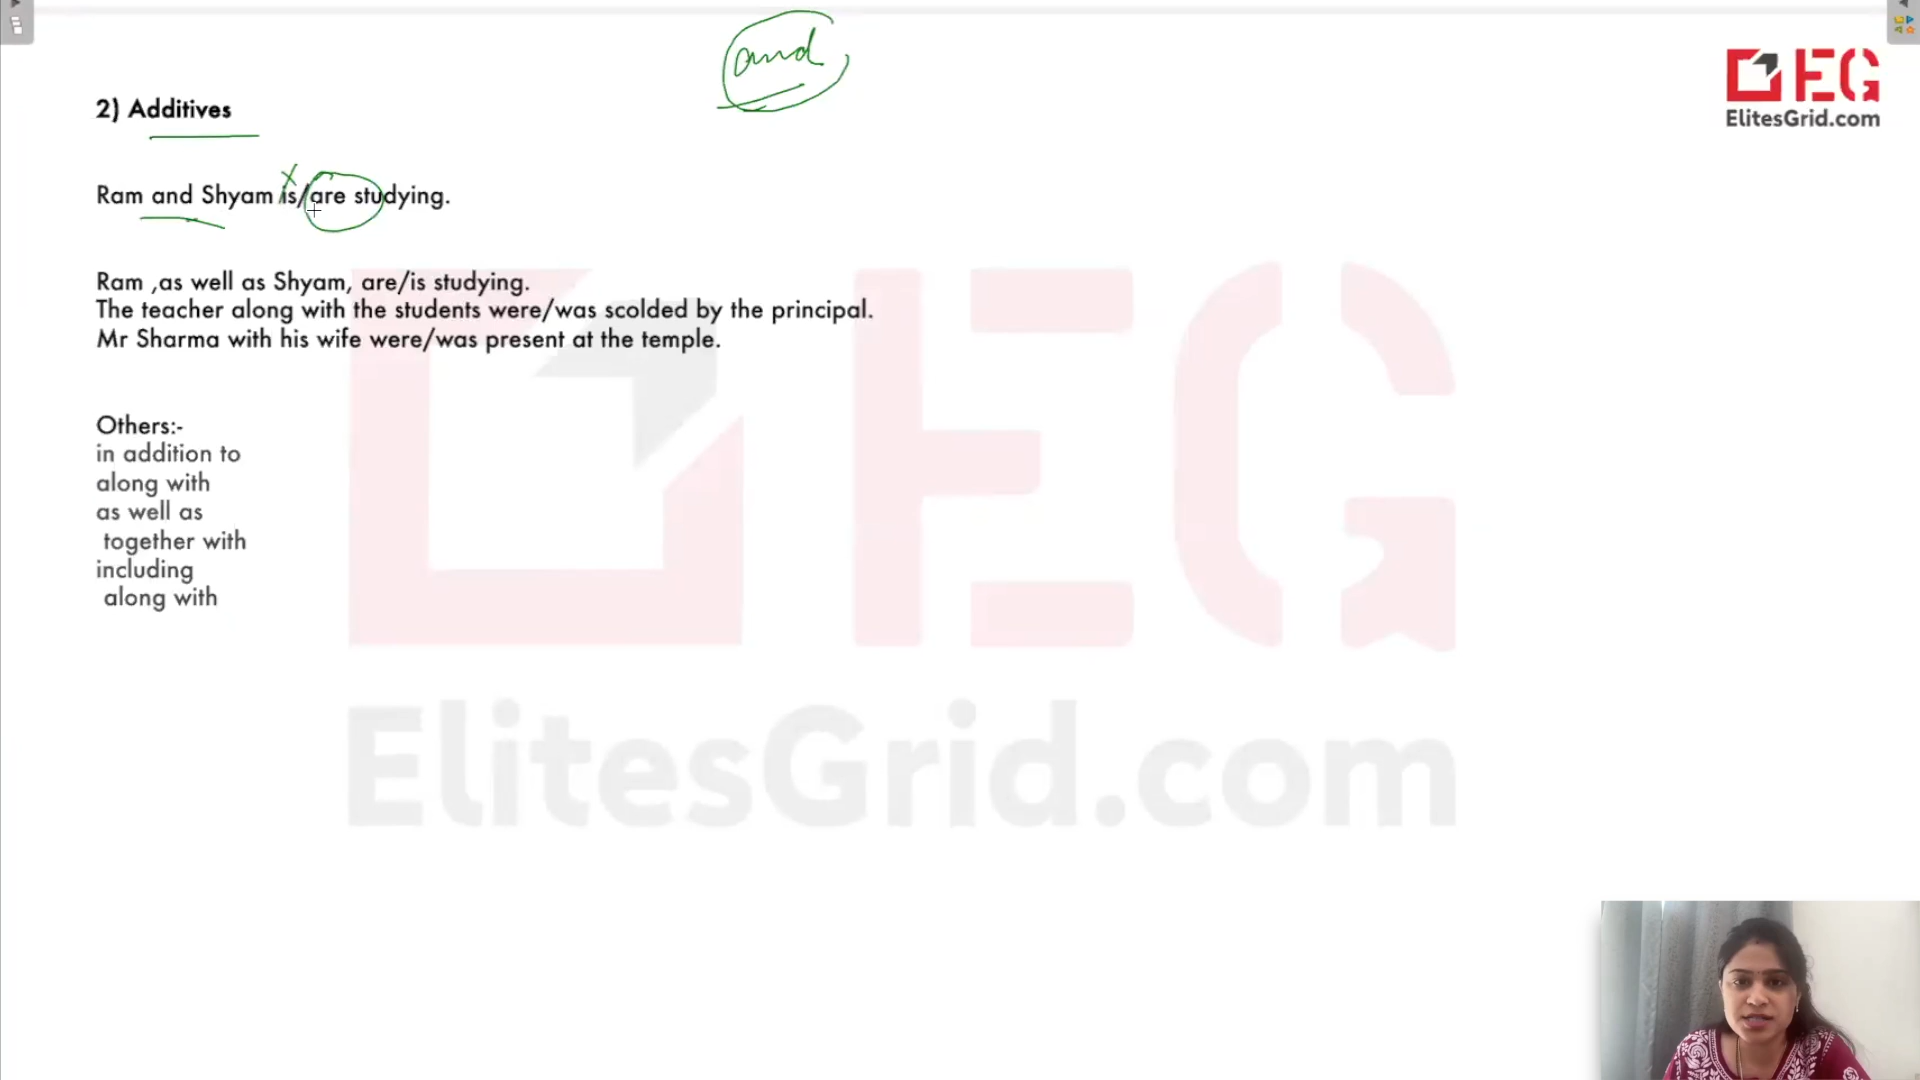 and
EG
ElitesGrid.com
2) Additives
x
Ram and Shyam is/are studying.
Ram ,as well as Shyam, are/is studying.
The teacher along with the students were/was scolded by the principal.
Mr Sharma with his wife were/was present at the temple.
Others:-
in addition to
along with
as well as
together with
including
along with
EG
ElitesGrid.com